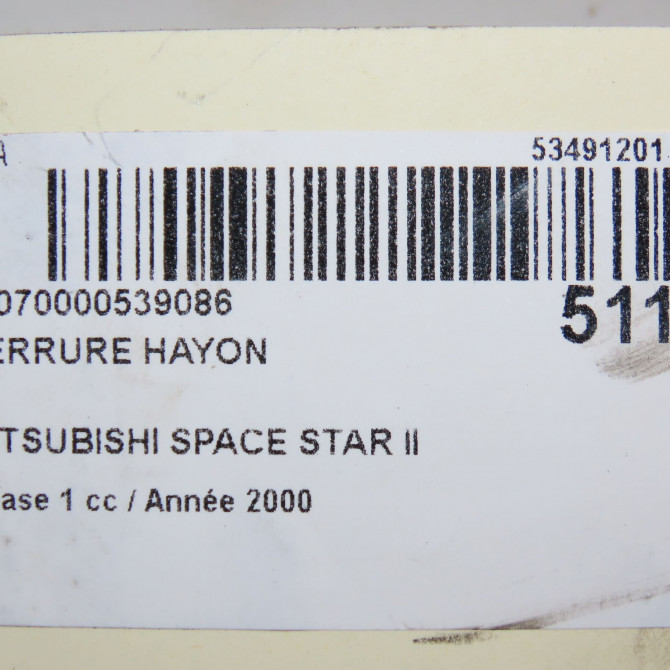 A 53491201
070000539086 511
ERRURE HAYON
TSUBISHI SPACE STAR II
ase 1 cc / Année 2000